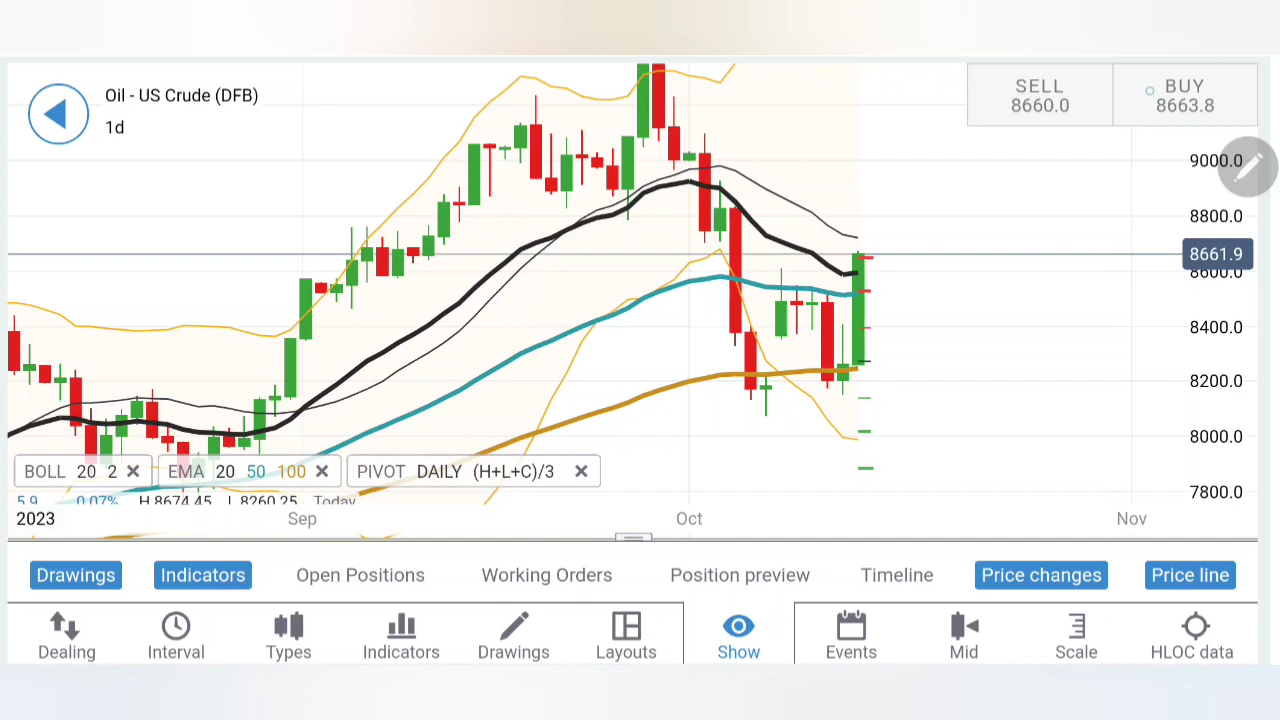 Oil - US Crude (DFB)
1d
SELL
8660.0
BUY
8663.8
9000.0
8800.0
8661.9
8600.0
8400.0
8200.0
8000.0
7800.0
BOLL 20 2
EMA 20 50 100
PIVOT DAILY (H+L+C)/3
5.9 0.07% H 8674.45 L 8260.25 Today
2023 Sep Oct Nov
Drawings Indicators Open Positions Working Orders Position preview Timeline Price changes Price line
Dealing Interval Types Indicators Drawings Layouts Show Events Mid Scale HLOC data